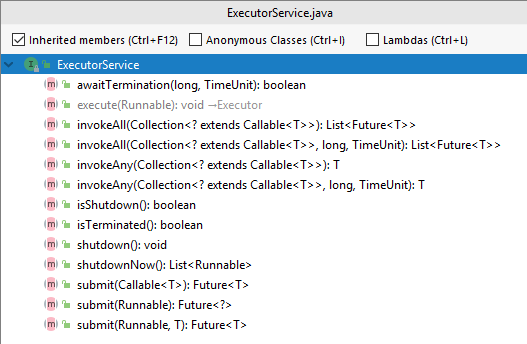 ExecutorService.java
Inherited members (Ctrl+F12) Anonymous Classes (Ctrl+I) Lambdas (Ctrl+L)
I ExecutorService
m awaitTermination(long, TimeUnit): boolean
m execute(Runnable): void →Executor
m invokeAll(Collection<? extends Callable<T>>): List<Future<T>>
m invokeAll(Collection<? extends Callable<T>>, long, TimeUnit): List<Future<T>>
m invokeAny(Collection<? extends Callable<T>>): T
m invokeAny(Collection<? extends Callable<T>>, long, TimeUnit): T
m isShutdown(): boolean
m isTerminated(): boolean
m shutdown(): void
m shutdownNow(): List<Runnable>
m submit(Callable<T>): Future<T>
m submit(Runnable): Future<?>
m submit(Runnable, T): Future<T>